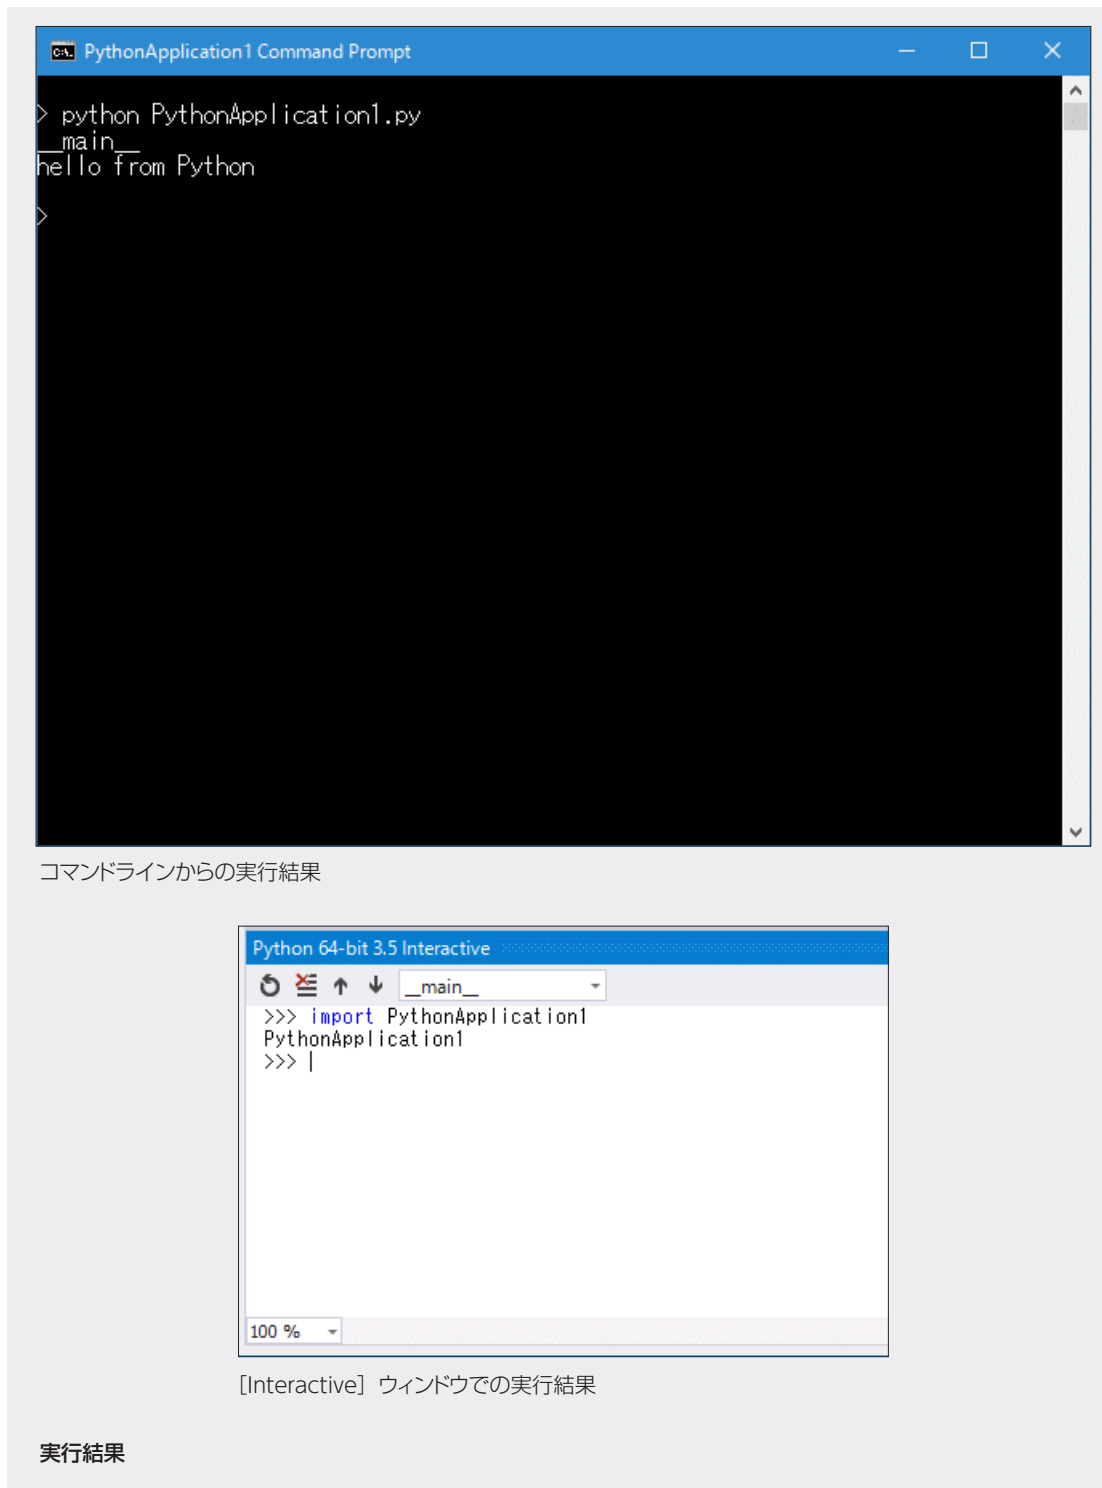 PythonApplication1 Command Prompt
> python PythonApplication1.py
__main__
hello from Python
>
コマンドラインからの実行結果
Python 64-bit 3.5 Interactive
__main__
>>> import PythonApplication1
PythonApplication1
>>>
100 %
［Interactive］ウィンドウでの実行結果
実行結果